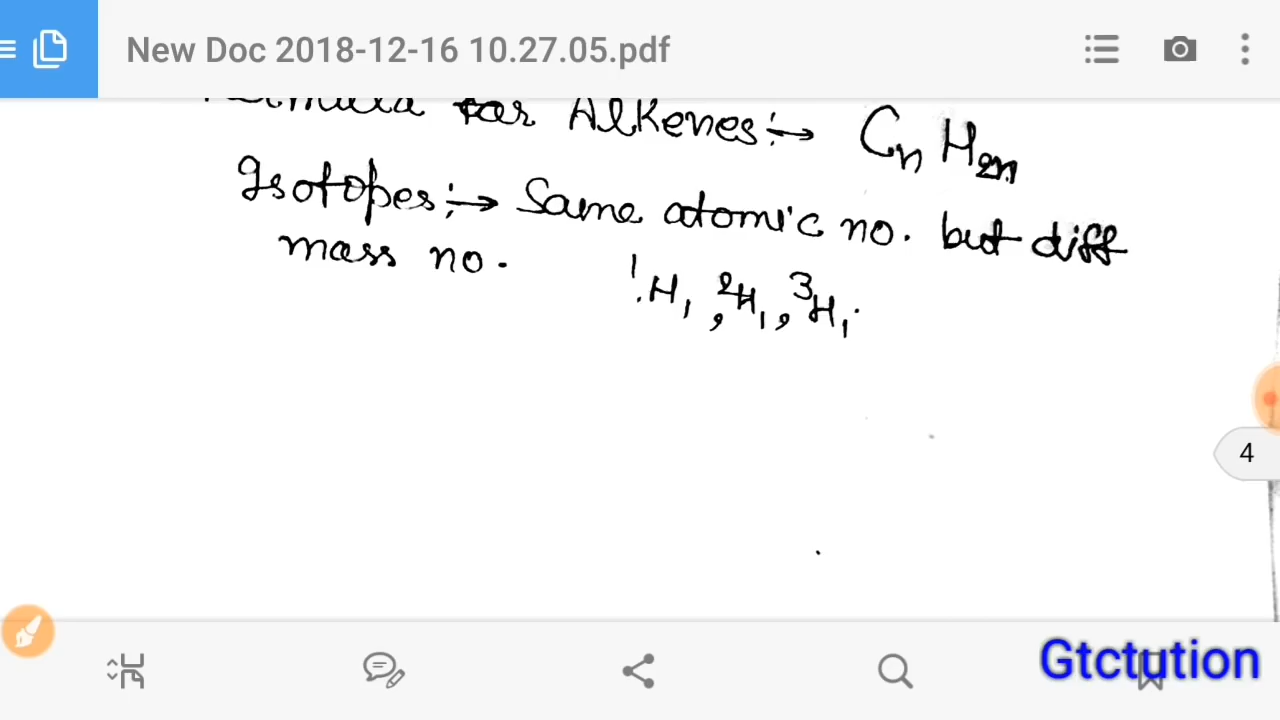 New Doc 2018-12-16 10.27.05.pdf
for Alkenes :→ CnH2n
Isotopes :→ Same atomic no. but diff
mass no. ¹H₁, ²H₁, ³H₁.
4
Gtctution